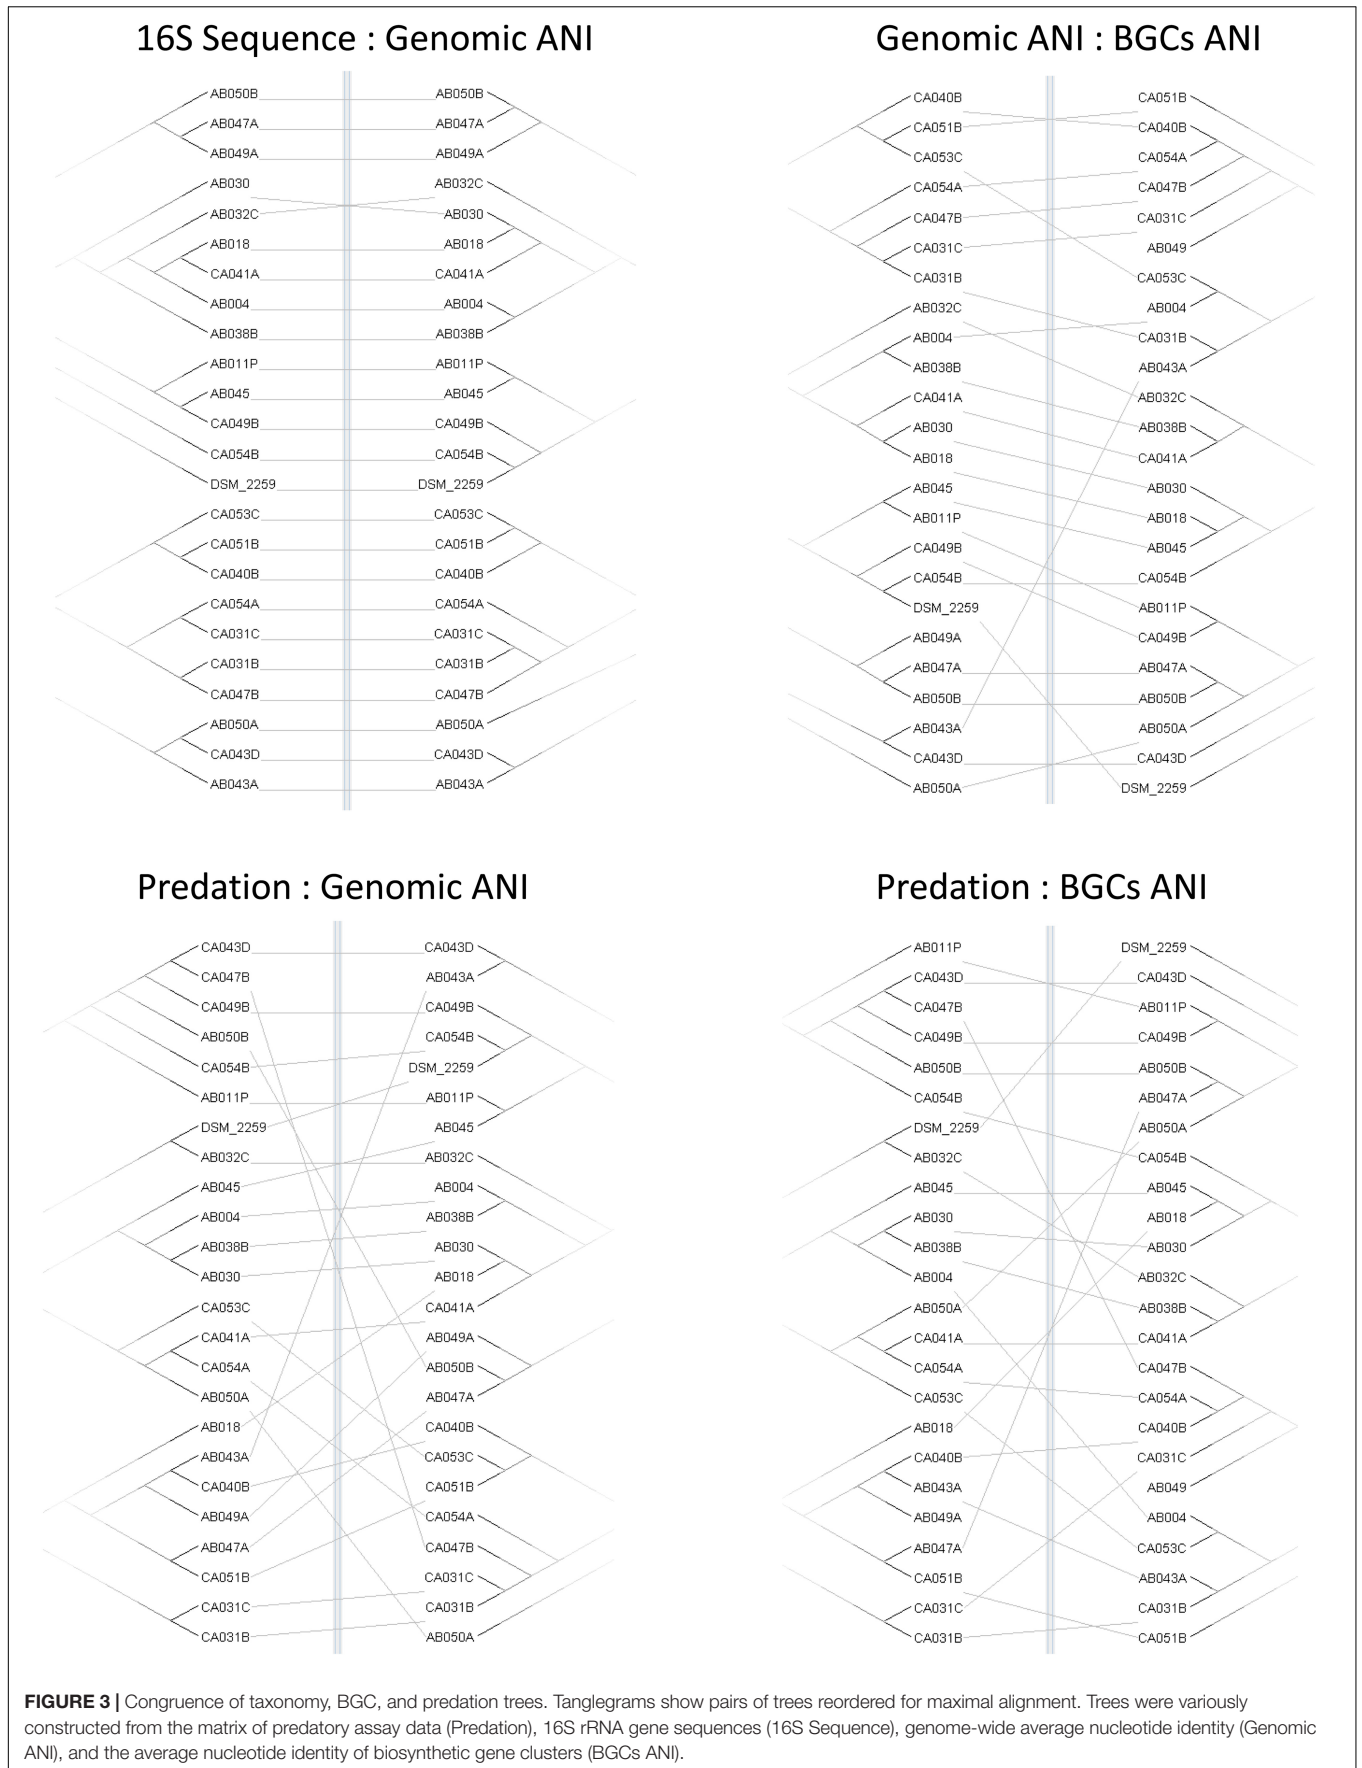 16S Sequence : Genomic ANI
AB050B AB050B
AB047A AB047A
AB049A AB049A
AB030 AB032C
AB032C AB030
AB018 AB018
CA041A CA041A
AB004 AB004
AB038B AB038B
AB011P AB011P
AB045 AB045
CA049B CA049B
CA054B CA054B
DSM_2259 DSM_2259
CA053C CA053C
CA051B CA051B
CA040B CA040B
CA054A CA054A
CA031C CA031C
CA031B CA031B
CA047B CA047B
AB050A AB050A
CA043D CA043D
AB043A AB043A
Genomic ANI : BGCs ANI
CA040B CA051B
CA051B CA040B
CA053C CA054A
CA054A CA047B
CA047B CA031C
CA031C AB049
CA031B CA053C
AB032C AB004
AB004 CA031B
AB038B AB043A
CA041A AB032C
AB030 AB038B
AB018 CA041A
AB045 AB030
AB011P AB018
CA049B AB045
CA054B CA054B
DSM_2259 AB011P
AB049A CA049B
AB047A AB047A
AB050B AB050B
AB043A AB050A
CA043D CA043D
AB050A DSM_2259
Predation : Genomic ANI
CA043D CA043D
CA047B AB043A
CA049B CA049B
AB050B CA054B
CA054B DSM_2259
AB011P AB011P
DSM_2259 AB045
AB032C AB032C
AB045 AB004
AB004 AB038B
AB038B AB030
AB030 AB018
CA053C CA041A
CA041A AB049A
CA054A AB050B
AB050A AB047A
AB018 CA040B
AB043A CA053C
CA040B CA051B
AB049A CA054A
AB047A CA047B
CA051B CA031C
CA031C CA031B
CA031B AB050A
Predation : BGCs ANI
AB011P DSM_2259
CA043D CA043D
CA047B AB011P
CA049B CA049B
AB050B AB050B
CA054B AB047A
DSM_2259 AB050A
AB032C CA054B
AB045 AB045
AB030 AB018
AB038B AB030
AB004 AB032C
AB050A AB038B
CA041A CA041A
CA054A CA047B
CA053C CA054A
AB018 CA040B
CA040B CA031C
AB043A AB049
AB049A AB004
AB047A CA053C
CA051B AB043A
CA031C CA031B
CA031B CA051B
FIGURE 3 | Congruence of taxonomy, BGC, and predation trees. Tanglegrams show pairs of trees reordered for maximal alignment. Trees were variously
constructed from the matrix of predatory assay data (Predation), 16S rRNA gene sequences (16S Sequence), genome-wide average nucleotide identity (Genomic
ANI), and the average nucleotide identity of biosynthetic gene clusters (BGCs ANI).